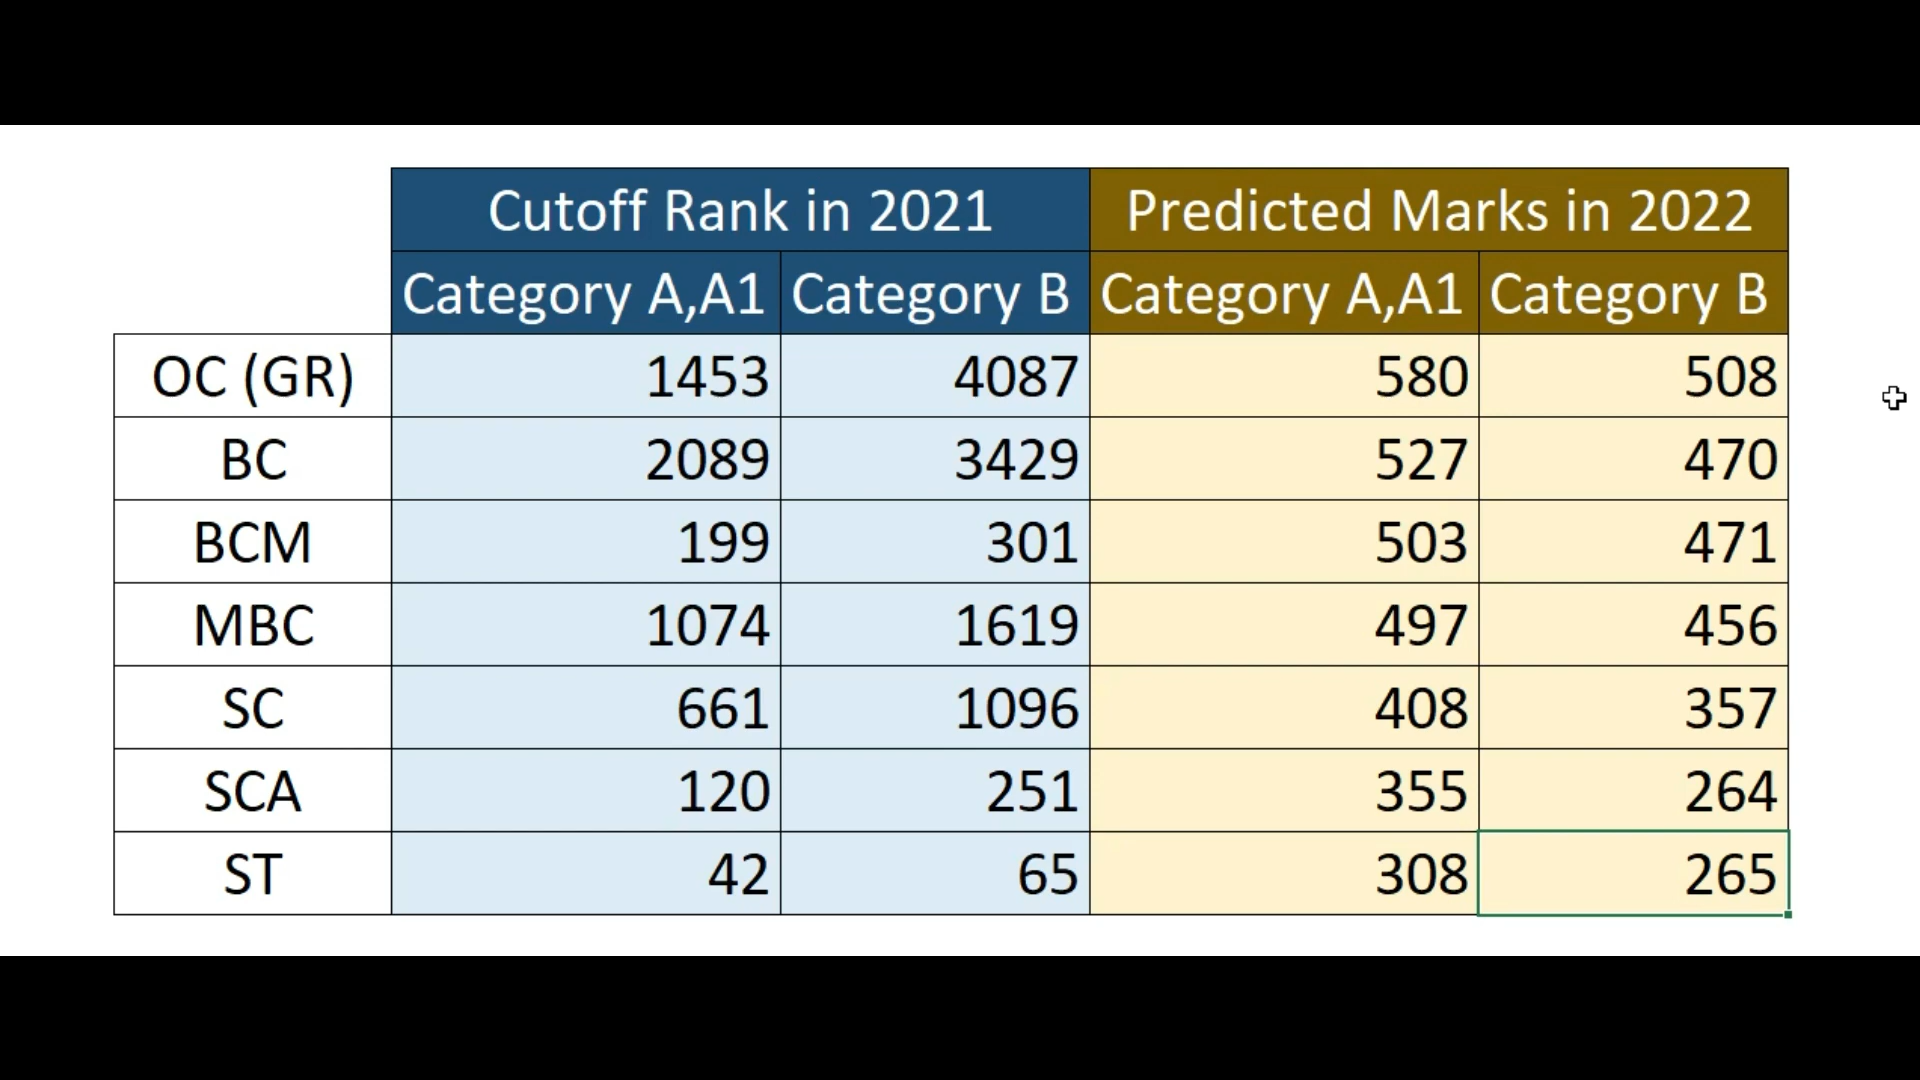 Cutoff Rank in 2021 Predicted Marks in 2022
Category A,A1 Category B Category A,A1 Category B
OC (GR) 1453 4087 580 508
BC 2089 3429 527 470
BCM 199 301 503 471
MBC 1074 1619 497 456
SC 661 1096 408 357
SCA 120 251 355 264
ST 42 65 308 265